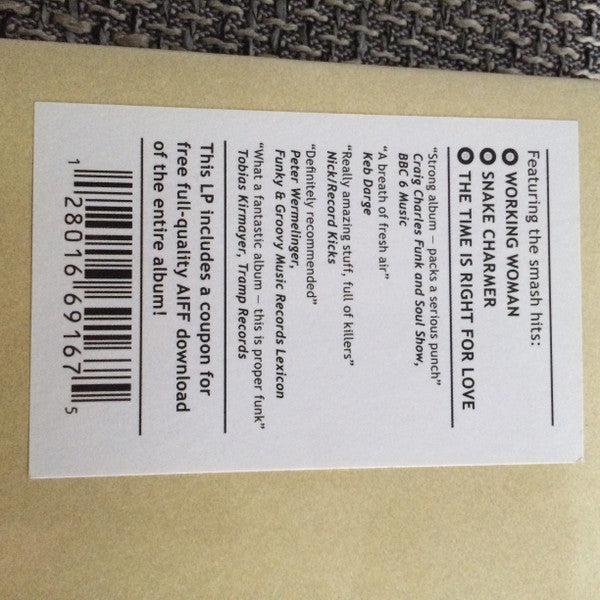 Featuring the smash hits:
WORKING WOMAN
SNAKE CHARMER
THE TIME IS RIGHT FOR LOVE
“Strong album – packs a serious punch”
Craig Charles Funk and Soul Show,
BBC 6 Music
“A breath of fresh air”
Keb Darge
“Really amazing stuff, full of killers”
Nick/Record Kicks
“Definitely recommended”
Peter Wermelinger,
Funky & Groovy Music Records Lexicon
“What a fantastic album – this is proper funk”
Tobias Kirmayer, Tramp Records
This LP includes a coupon for
free full-quality AIFF download
of the entire album!
1 28016 69167 5